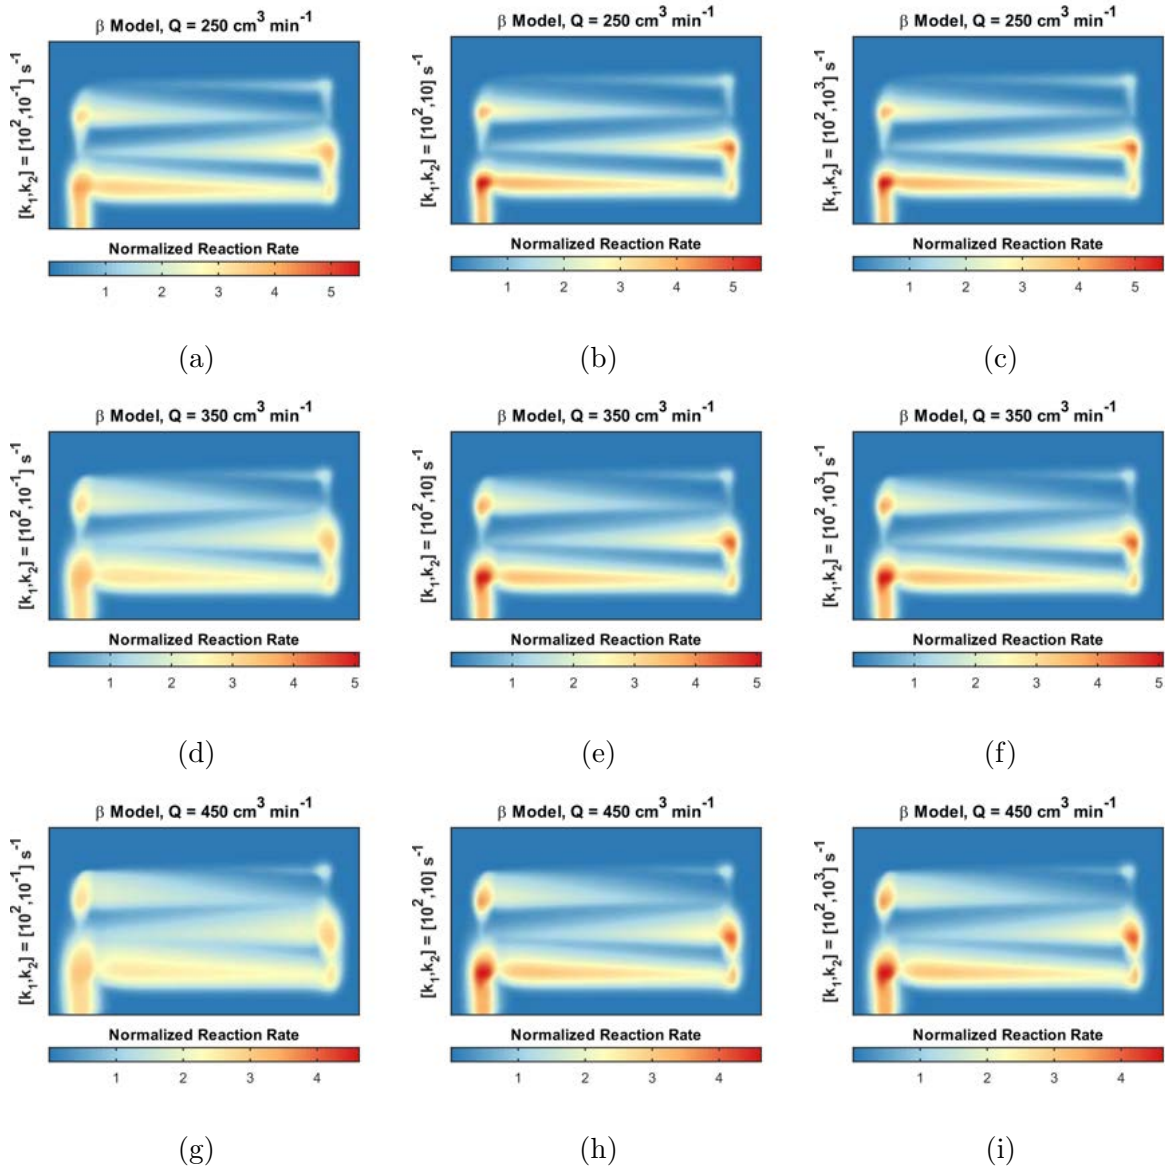 β Model, Q = 250 cm³ min⁻¹
[k₁,k₂] = [10²,10⁻¹] s⁻¹
Normalized Reaction Rate
1 2 3 4 5
(a)
β Model, Q = 250 cm³ min⁻¹
[k₁,k₂] = [10²,10] s⁻¹
Normalized Reaction Rate
1 2 3 4 5
(b)
β Model, Q = 250 cm³ min⁻¹
[k₁,k₂] = [10²,10³] s⁻¹
Normalized Reaction Rate
1 2 3 4 5
(c)
β Model, Q = 350 cm³ min⁻¹
[k₁,k₂] = [10²,10⁻¹] s⁻¹
Normalized Reaction Rate
1 2 3 4 5
(d)
β Model, Q = 350 cm³ min⁻¹
[k₁,k₂] = [10²,10] s⁻¹
Normalized Reaction Rate
1 2 3 4 5
(e)
β Model, Q = 350 cm³ min⁻¹
[k₁,k₂] = [10²,10³] s⁻¹
Normalized Reaction Rate
1 2 3 4 5
(f)
β Model, Q = 450 cm³ min⁻¹
[k₁,k₂] = [10²,10⁻¹] s⁻¹
Normalized Reaction Rate
1 2 3 4
(g)
β Model, Q = 450 cm³ min⁻¹
[k₁,k₂] = [10²,10] s⁻¹
Normalized Reaction Rate
1 2 3 4
(h)
β Model, Q = 450 cm³ min⁻¹
[k₁,k₂] = [10²,10³] s⁻¹
Normalized Reaction Rate
1 2 3 4
(i)